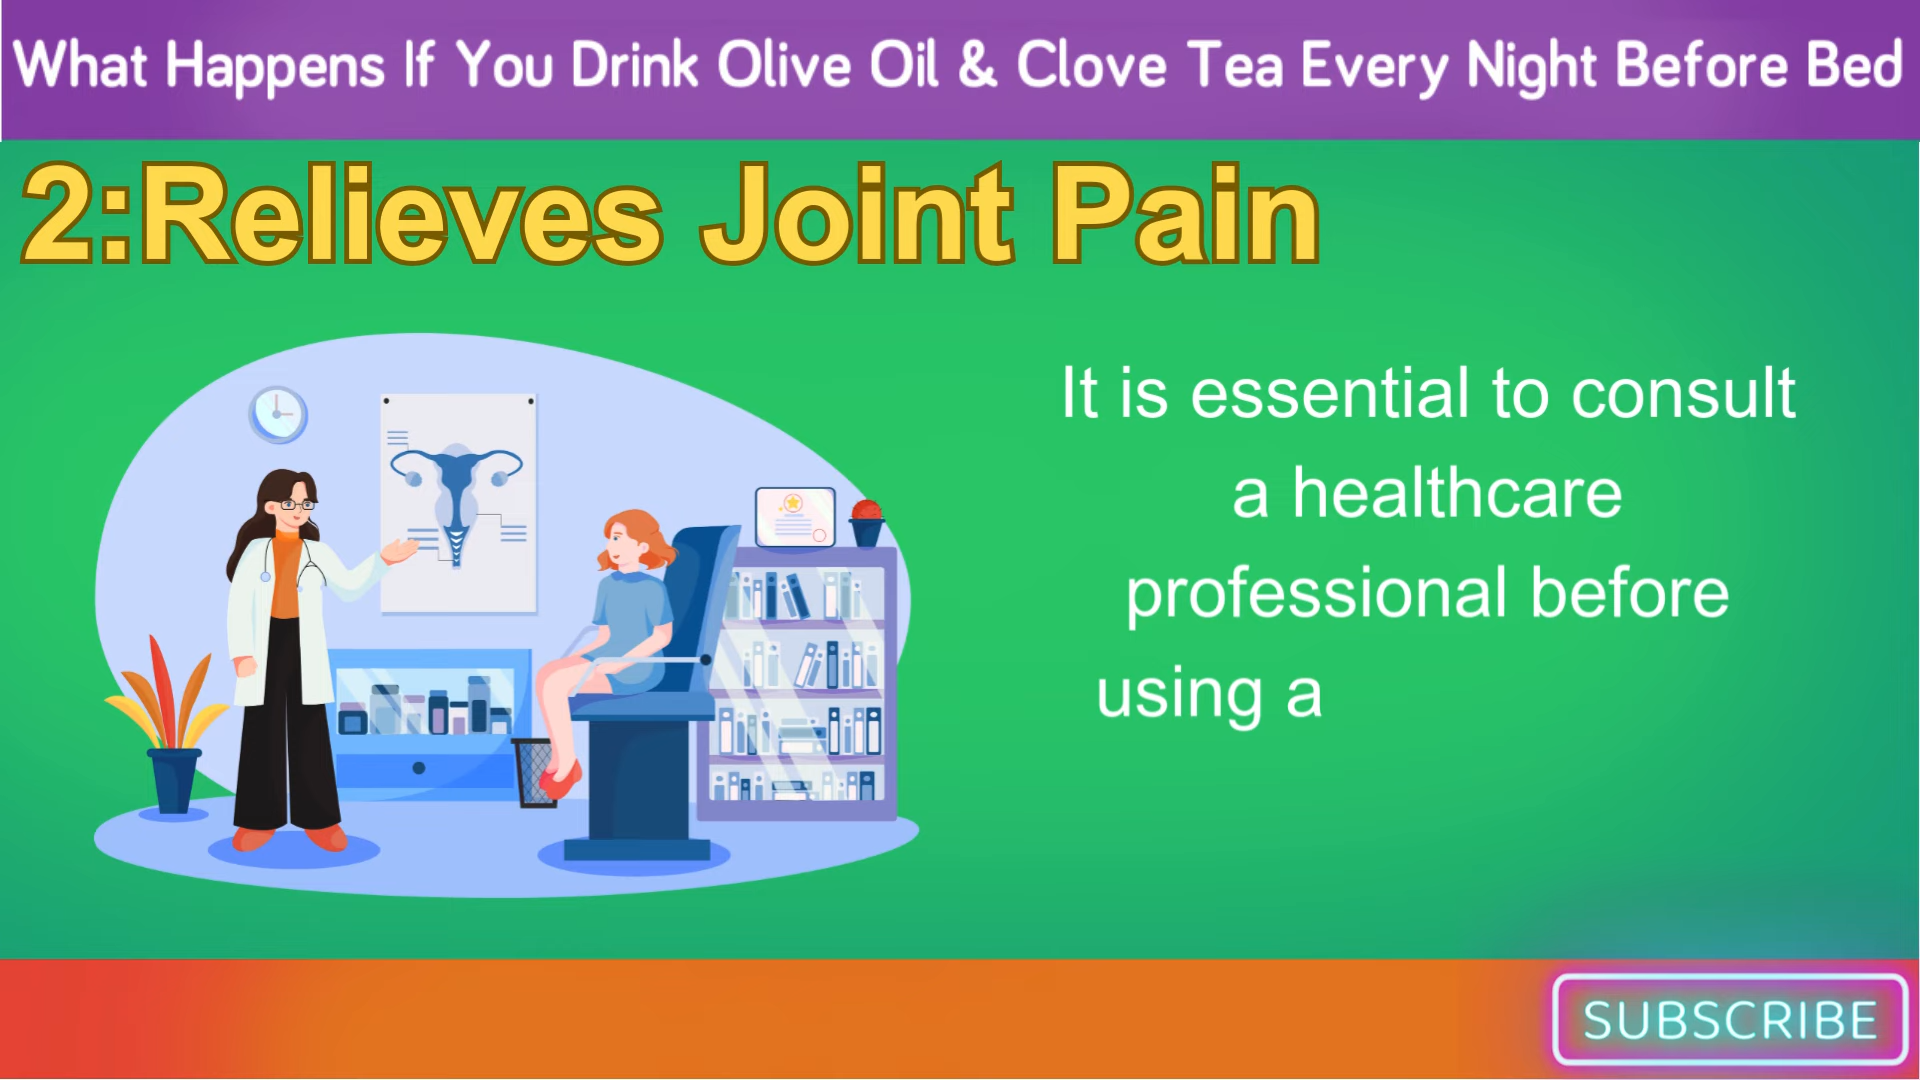 What Happens If You Drink Olive Oil & Clove Tea Every Night Before Bed
2:Relieves Joint Pain
It is essential to consult
a healthcare
professional before
using a
SUBSCRIBE